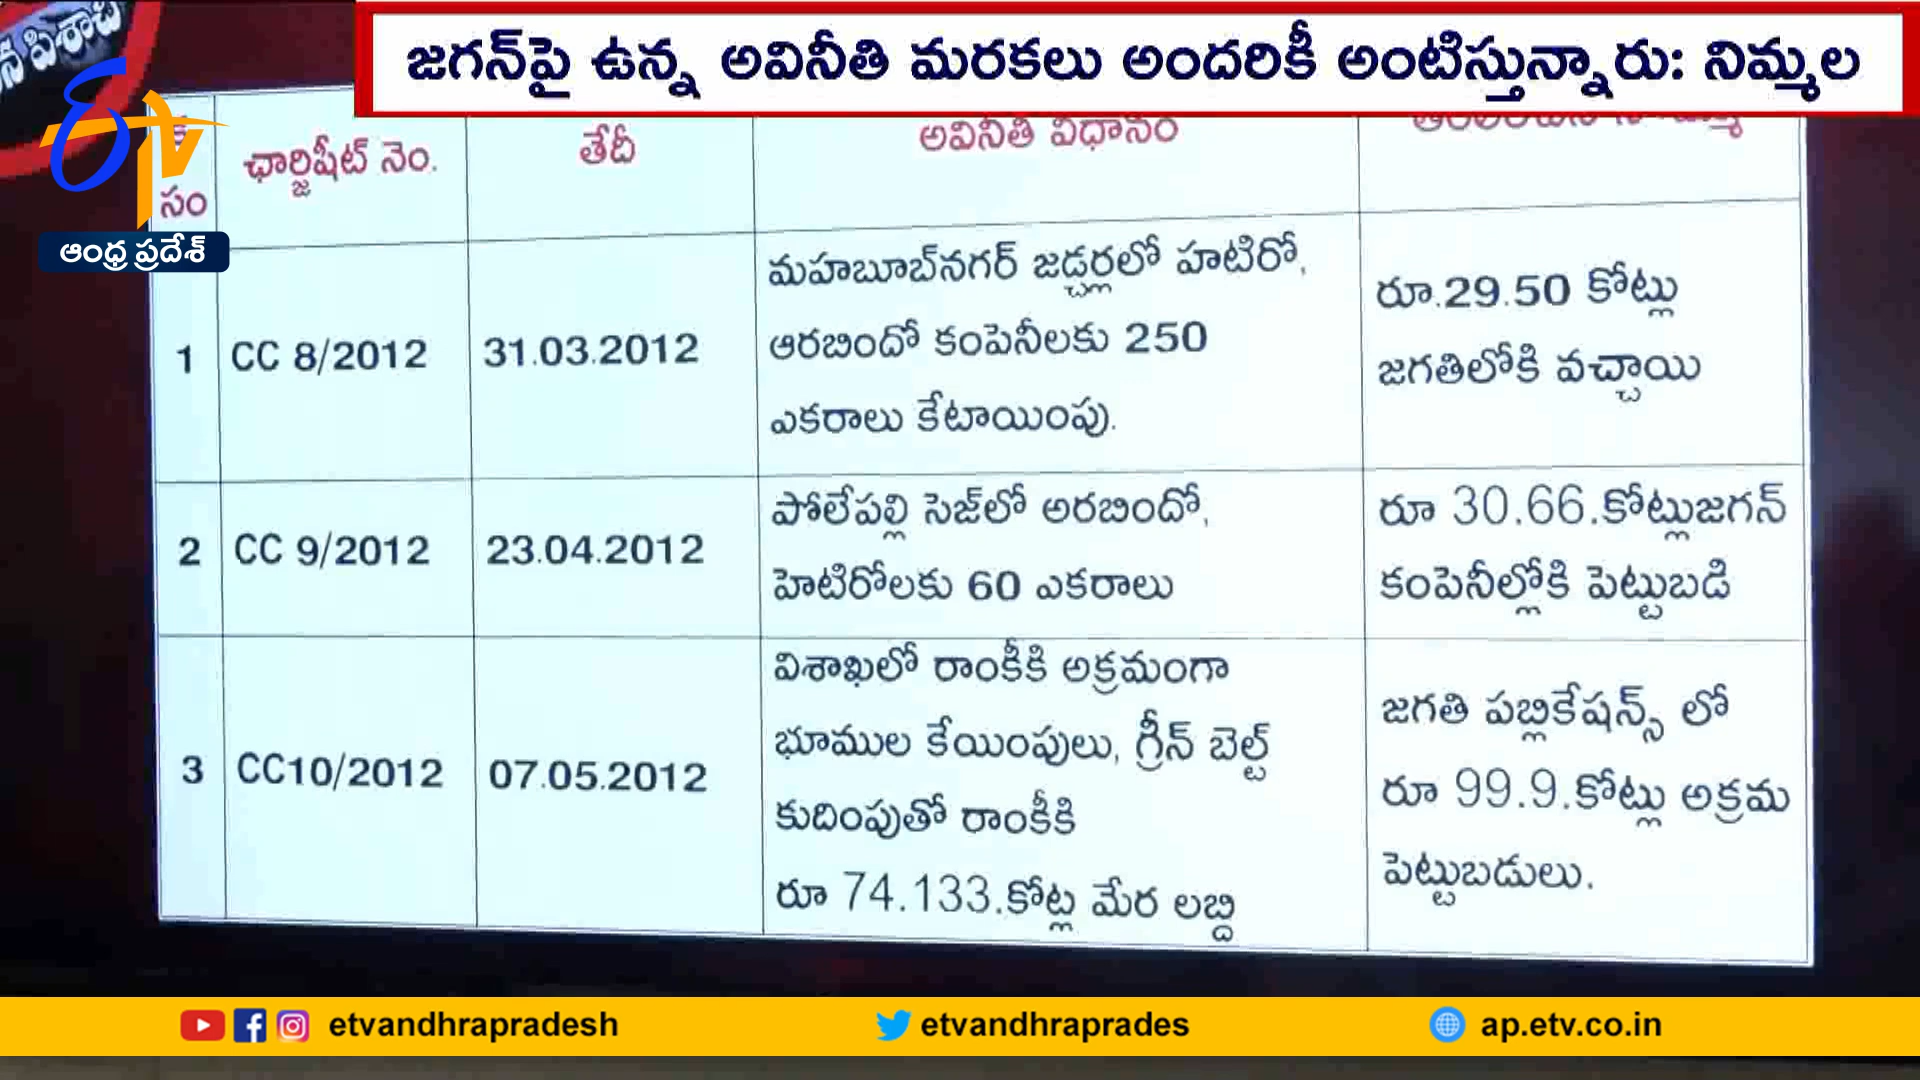 జగన్‌పై ఉన్న అవినీతి మరకలు అందరికీ అంటిస్తున్నారు: నిమ్మల
etv
ఆంధ్ర ప్రదేశ్
సం
ఛార్జిషీట్ నెం.
తేదీ
అవినీతి విధానం
1
CC 8/2012
31.03.2012
మహబూబ్‌నగర్ జడ్చర్లలో హటిరో,
ఆరబిందో కంపెనీలకు 250
ఎకరాలు కేటాయింపు.
రూ.29.50 కోట్లు
జగతిలోకి వచ్చాయి
2
CC 9/2012
23.04.2012
పోలేపల్లి సెజ్‌లో అరబిందో,
హెటిరోలకు 60 ఎకరాలు
రూ 30.66.కోట్లుజగన్
కంపెనీల్లోకి పెట్టుబడి
3
CC10/2012
07.05.2012
విశాఖలో రాంకీకి అక్రమంగా
భూముల కేయింపులు, గ్రీన్ బెల్ట్
కుదింపుతో రాంకీకి
రూ 74.133.కోట్ల మేర లబ్ది
జగతి పబ్లికేషన్స్ లో
రూ 99.9.కోట్లు అక్రమ
పెట్టుబడులు.
etvandhrapradesh
etvandhraprades
ap.etv.co.in